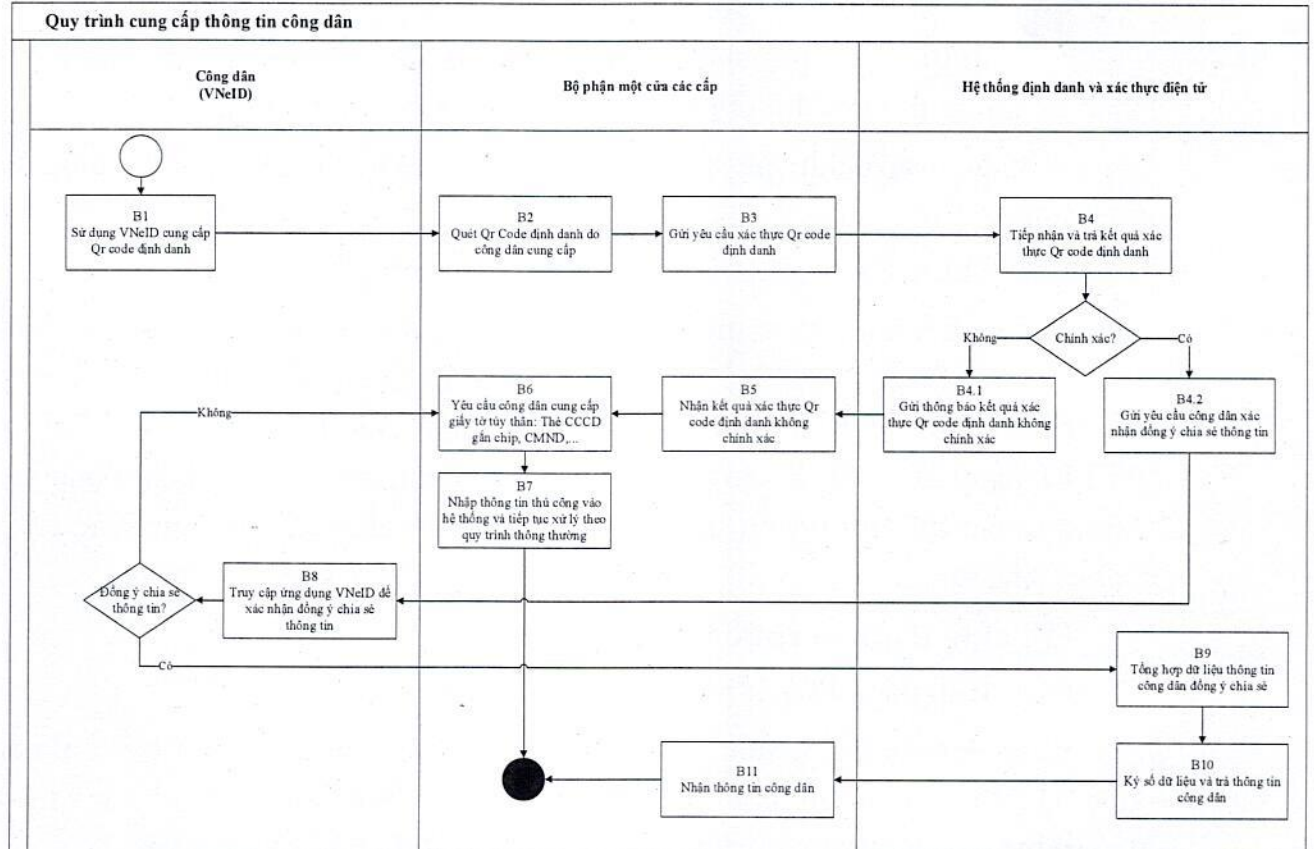 Quy trình cung cấp thông tin công dân
Công dân
(VNeID)
Bộ phận một cửa các cấp
Hệ thống định danh và xác thực điện tử
B1
Sử dụng VNeID cung cấp
Qr code định danh
B2
Quét Qr Code định danh do
công dân cung cấp
B3
Gửi yêu cầu xác thực Qr code
định danh
B4
Tiếp nhận và trả kết quả xác
thực Qr code định danh
Không
Chính xác?
Có
B6
Yêu cầu công dân cung cấp
giấy tờ tùy thân: Thẻ CCCD
gắn chip, CMND,...
B5
Nhận kết quả xác thực Qr
code định danh không
chính xác
B4.1
Gửi thông báo kết quả xác
thực Qr code định danh không
chính xác
B4.2
Gửi yêu cầu công dân xác
nhận đồng ý chia sẻ thông tin
Không
B7
Nhập thông tin thủ công vào
hệ thống và tiếp tục xử lý theo
quy trình thông thường
Đồng ý chia sẻ
thông tin?
B8
Truy cập ứng dụng VNeID để
xác nhận đồng ý chia sẻ
thông tin
Có
B9
Tổng hợp dữ liệu thông tin
công dân đồng ý chia sẻ
B11
Nhận thông tin công dân
B10
Ký số dữ liệu và trả thông tin
công dân